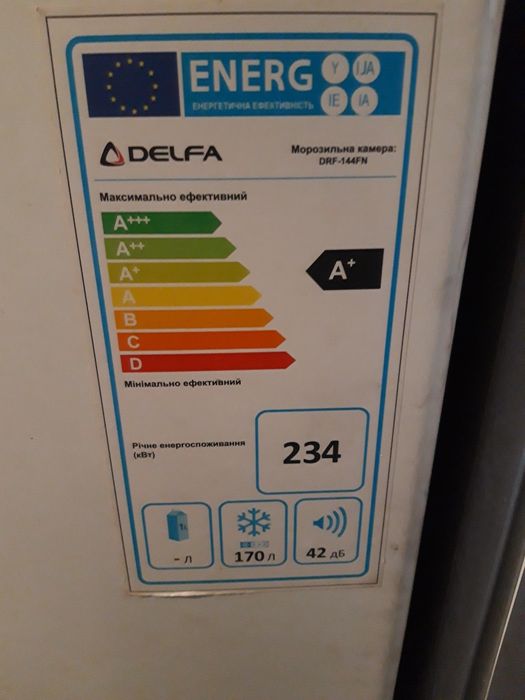 ENERG Y IJA
ЕНЕРГЕТИЧНА ЕФЕКТИВНІСТЬ IE IA
DELFA
Морозильна камера:
DRF-144FN
Максимально ефективний
A+++
A++
A+
A
B
C
D
A+
Мінімально ефективний
Річне енергоспоживання
(кВт)
234
- л
170 л
42 дБ